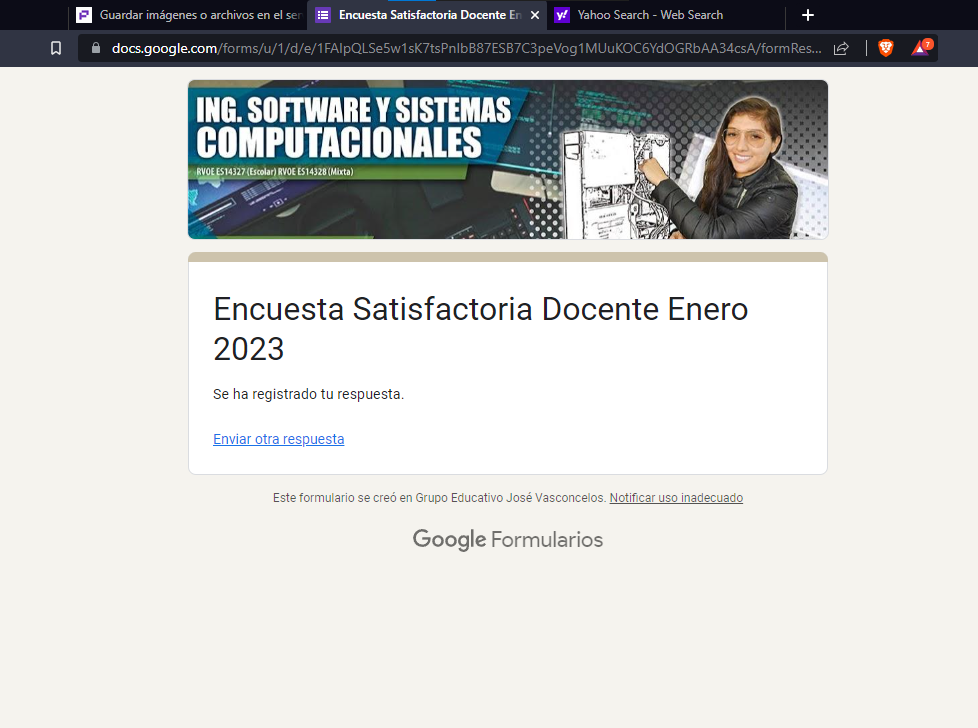 Guardar imágenes o archivos en el ser
Encuesta Satisfactoria Docente En
Yahoo Search - Web Search
docs.google.com/forms/u/1/d/e/1FAIpQLSe5w1sK7tsPnIbB87ESB7C3peVog1MUuKOC6YdOGRbAA34csA/formRes...
7
ING. SOFTWARE Y SISTEMAS
COMPUTACIONALES
RVOE ES14327 (Escolar) RVOE ES14328 (Mixta)
Encuesta Satisfactoria Docente Enero
2023
Se ha registrado tu respuesta.
Enviar otra respuesta
Este formulario se creó en Grupo Educativo José Vasconcelos. Notificar uso inadecuado
Google Formularios